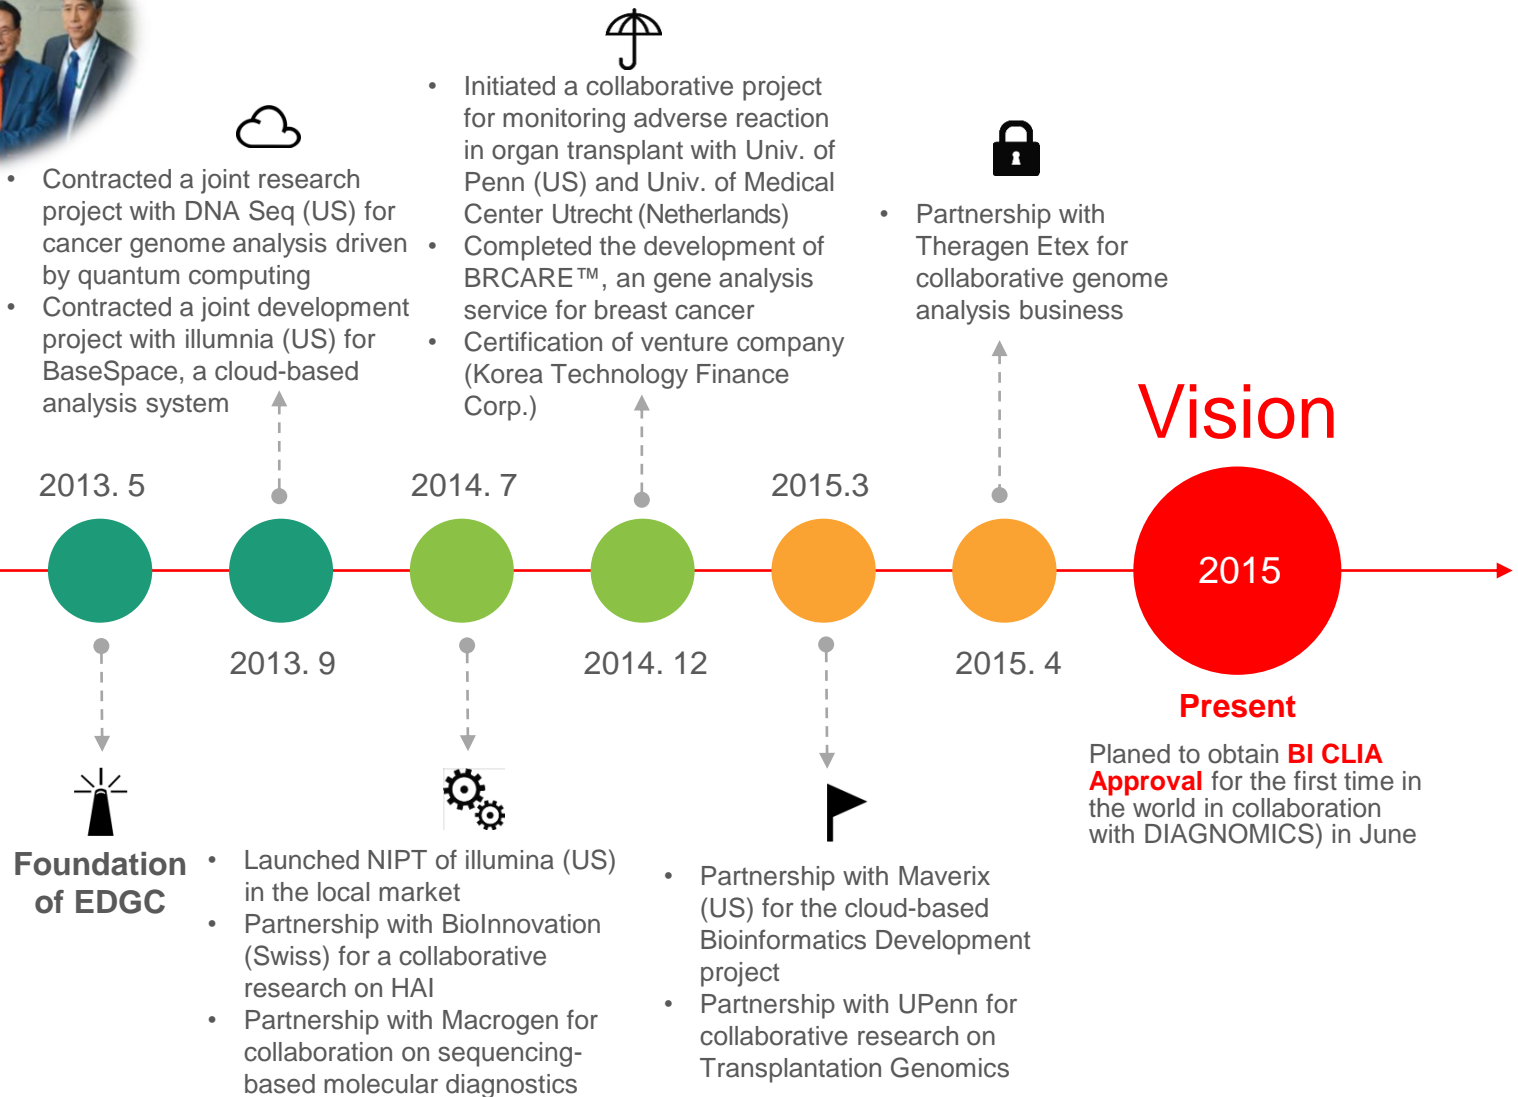 • Contracted a joint research
project with DNA Seq (US) for
cancer genome analysis driven
by quantum computing
• Contracted a joint development
project with illumnia (US) for
BaseSpace, a cloud-based
analysis system
• Initiated a collaborative project
for monitoring adverse reaction
in organ transplant with Univ. of
Penn (US) and Univ. of Medical
Center Utrecht (Netherlands)
• Completed the development of
BRCARE™, an gene analysis
service for breast cancer
• Certification of venture company
(Korea Technology Finance
Corp.)
• Partnership with
Theragen Etex for
collaborative genome
analysis business
Vision
2013. 5
2014. 7
2015.3
2015
2013. 9
2014. 12
2015. 4
Present
Planed to obtain BI CLIA
Approval for the first time in
the world in collaboration
with DIAGNOMICS) in June
Foundation
of EDGC
• Launched NIPT of illumina (US)
in the local market
• Partnership with BioInnovation
(Swiss) for a collaborative
research on HAI
• Partnership with Macrogen for
collaboration on sequencing-
based molecular diagnostics
• Partnership with Maverix
(US) for the cloud-based
Bioinformatics Development
project
• Partnership with UPenn for
collaborative research on
Transplantation Genomics